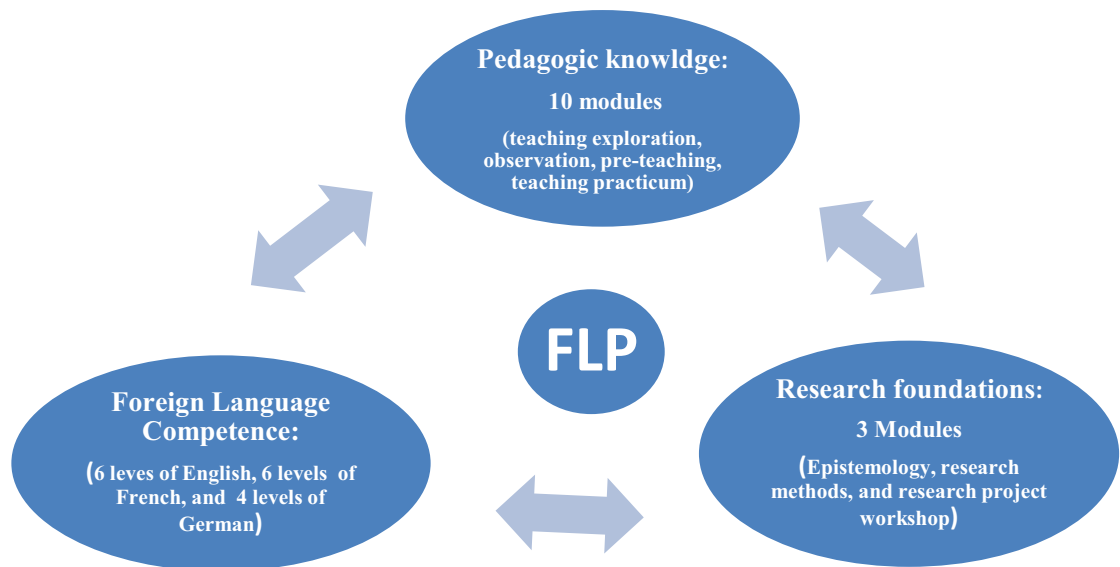 Pedagogic knowldge:
10 modules
(teaching exploration,
observation, pre-teaching,
teaching practicum)
FLP
Foreign Language
Competence:
(6 leves of English, 6 levels of
French, and 4 levels of
German)
Research foundations:
3 Modules
(Epistemology, research
methods, and research project
workshop)